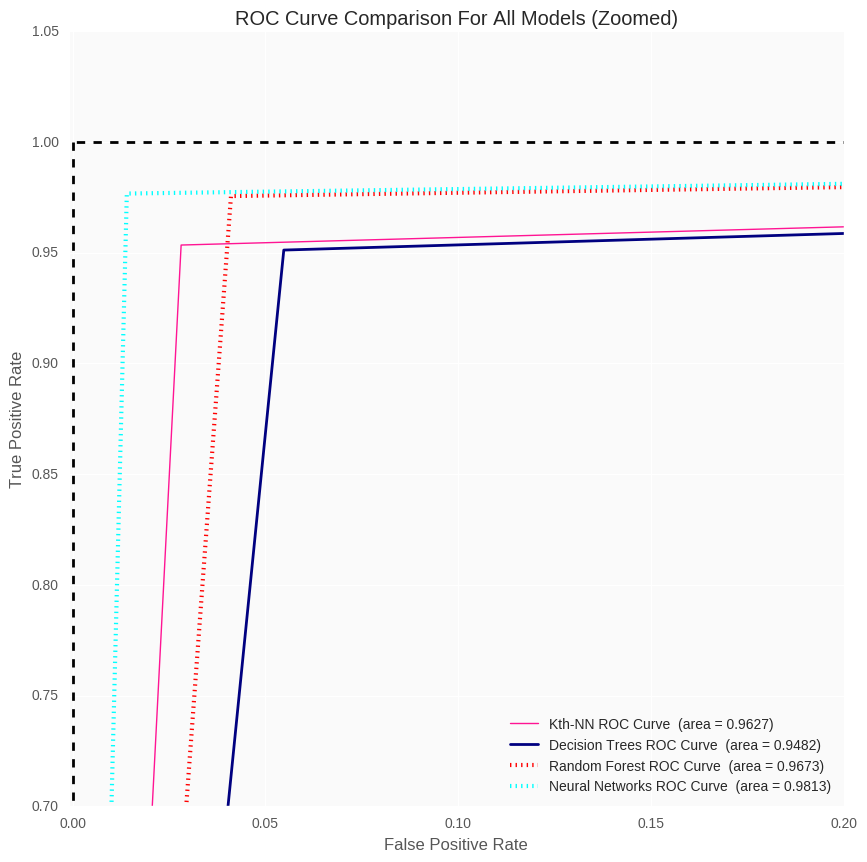 ROC Curve Comparison For All Models (Zoomed)
1.05
1.00
0.95
0.90
0.85
0.80
0.75
0.70
True Positive Rate
Kth-NN ROC Curve  (area = 0.9627)
Decision Trees ROC Curve  (area = 0.9482)
Random Forest ROC Curve  (area = 0.9673)
Neural Networks ROC Curve  (area = 0.9813)
0.00 0.05 0.10 0.15 0.20
False Positive Rate